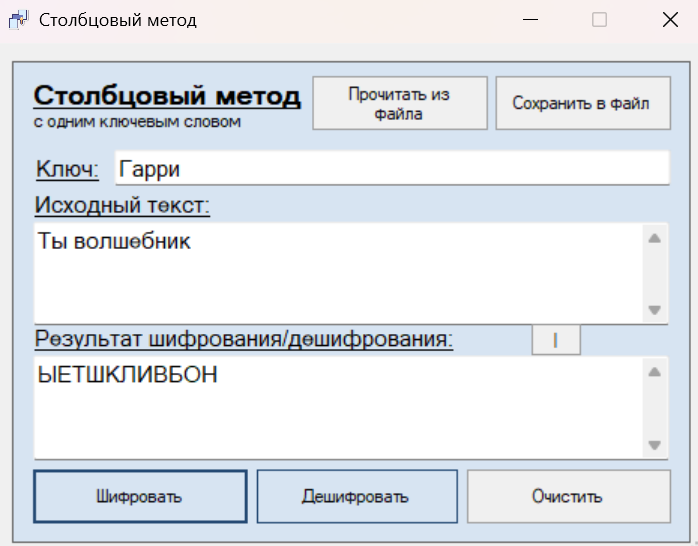 Столбцовый метод
Столбцовый метод
с одним ключевым словом
Прочитать из
файла
Сохранить в файл
Ключ:
Гарри
Исходный текст:
Ты волшебник
Результат шифрования/дешифрования:
|
ЫЕТШКЛИВБОН
Шифровать
Дешифровать
Очистить